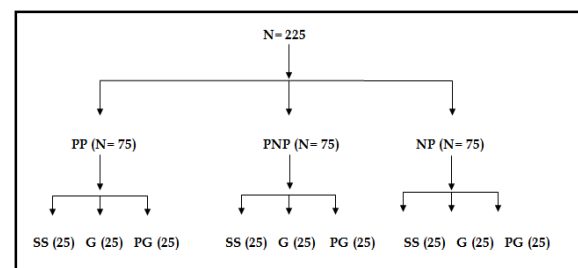 N= 225
PP (N= 75) PNP (N= 75) NP (N= 75)
SS (25) G (25) PG (25) SS (25) G (25) PG (25) SS (25) G (25) PG (25)